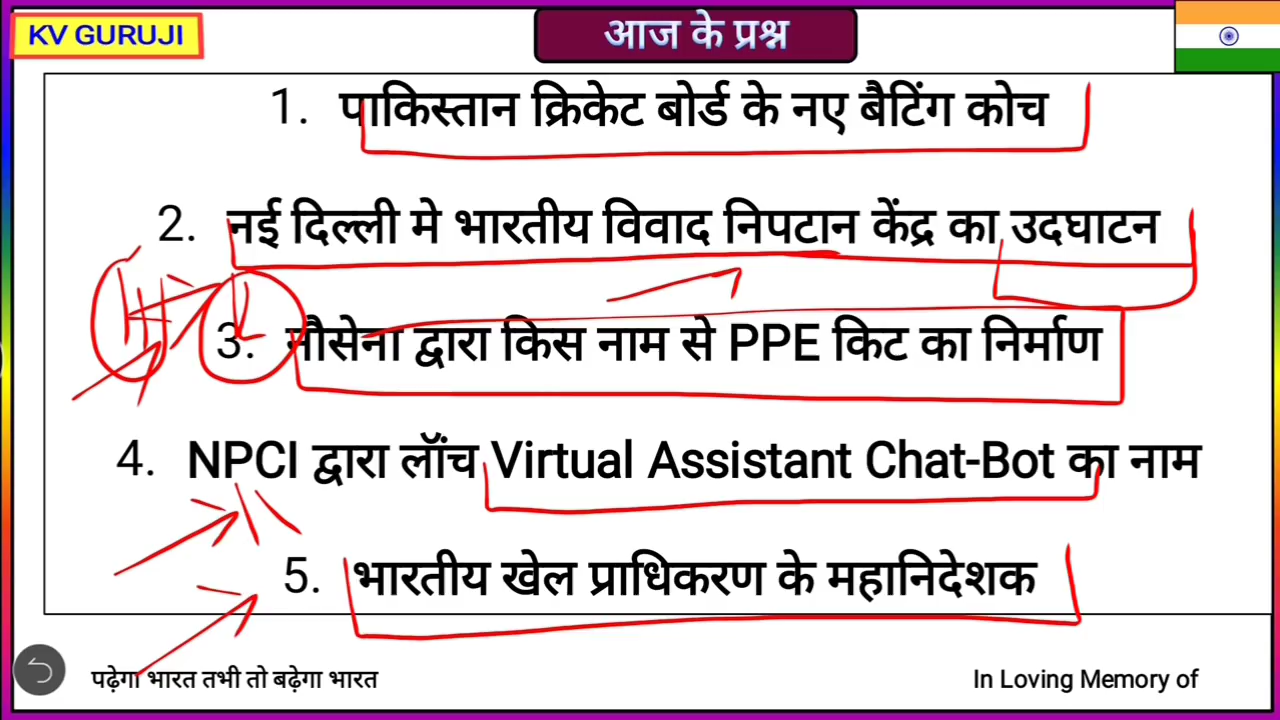 KV GURUJI
आज के प्रश्न
1. पाकिस्तान क्रिकेट बोर्ड के नए बैटिंग कोच
2. नई दिल्ली मे भारतीय विवाद निपटान केंद्र का उदघाटन
3. नौसेना द्वारा किस नाम से PPE किट का निर्माण
4. NPCI द्वारा लॉंच Virtual Assistant Chat-Bot का नाम
5. भारतीय खेल प्राधिकरण के महानिदेशक
पढ़ेगा भारत तभी तो बढ़ेगा भारत
In Loving Memory of